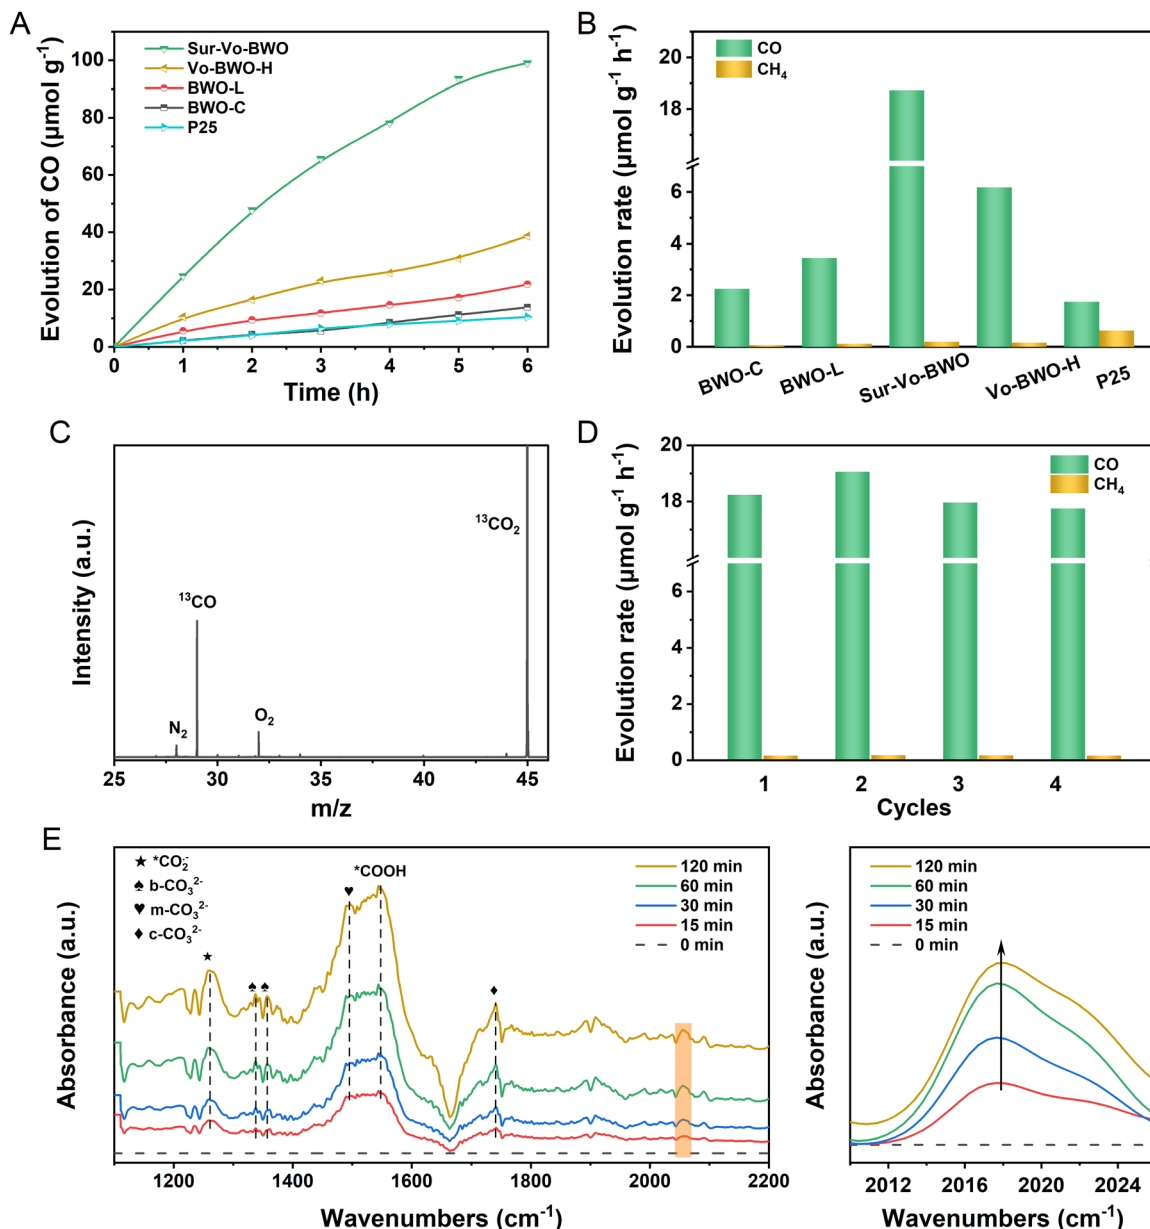 A
Evolution of CO (μmol g⁻¹)
100
80
60
40
20
0
Sur-Vo-BWO
Vo-BWO-H
BWO-L
BWO-C
P25
0 1 2 3 4 5 6
Time (h)
B
Evolution rate (μmol g⁻¹ h⁻¹)
20
18
6
4
2
0
CO
CH₄
BWO-C
BWO-L
Sur-Vo-BWO
Vo-BWO-H
P25
C
Intensity (a.u.)
N₂
¹³CO
O₂
¹³CO₂
25 30 35 40 45
m/z
D
Evolution rate (μmol g⁻¹ h⁻¹)
20
18
6
4
2
0
CO
CH₄
1 2 3 4
Cycles
E
Absorbance (a.u.)
★ *CO₂⁻
♠ b-CO₃²⁻
♥ m-CO₃²⁻
♦ c-CO₃²⁻
*COOH
120 min
60 min
30 min
15 min
0 min
1200 1400 1600 1800 2000 2200
Wavenumbers (cm⁻¹)
Absorbance (a.u.)
120 min
60 min
30 min
15 min
0 min
2012 2016 2020 2024
Wavenumbers (cm⁻¹)